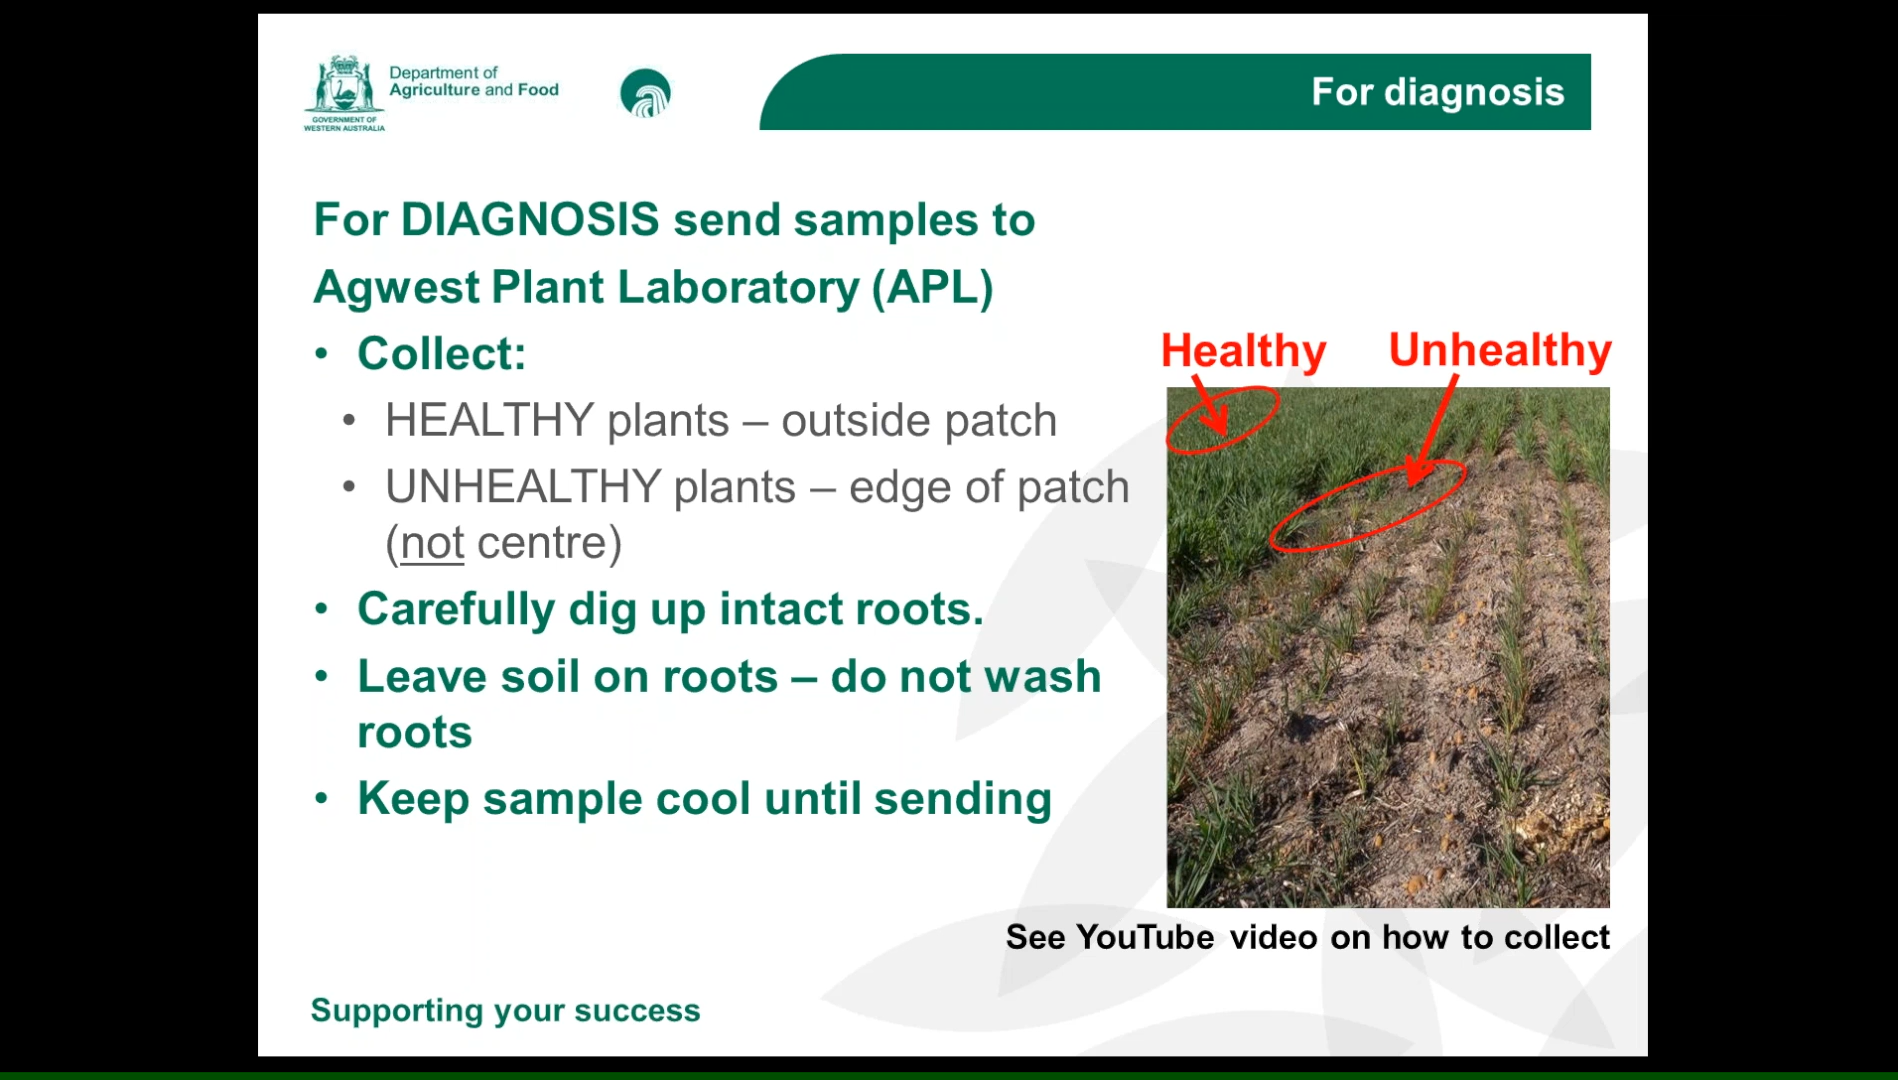 Department of
Agriculture and Food
GOVERNMENT OF
WESTERN AUSTRALIA
For diagnosis
For DIAGNOSIS send samples to
Agwest Plant Laboratory (APL)
• Collect:
• HEALTHY plants – outside patch
• UNHEALTHY plants – edge of patch
(not centre)
• Carefully dig up intact roots.
• Leave soil on roots – do not wash
roots
• Keep sample cool until sending
Healthy
Unhealthy
See YouTube video on how to collect
Supporting your success